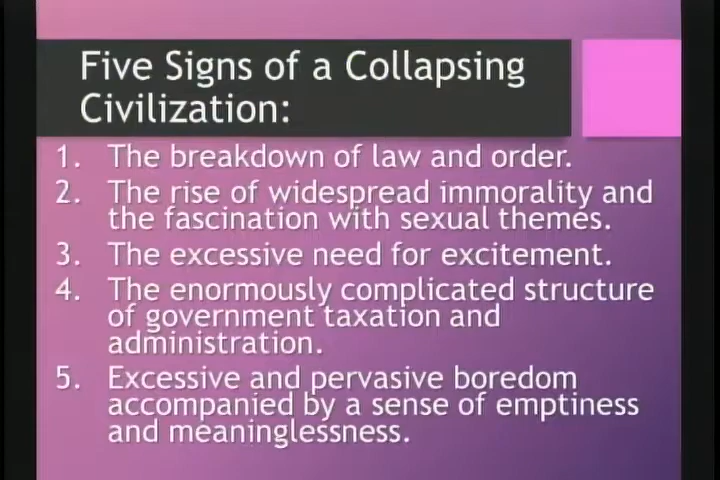 Five Signs of a Collapsing
Civilization:
1. The breakdown of law and order.
2. The rise of widespread immorality and
the fascination with sexual themes.
3. The excessive need for excitement.
4. The enormously complicated structure
of government taxation and
administration.
5. Excessive and pervasive boredom
accompanied by a sense of emptiness
and meaninglessness.